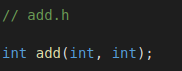 // add.h
int add(int, int);